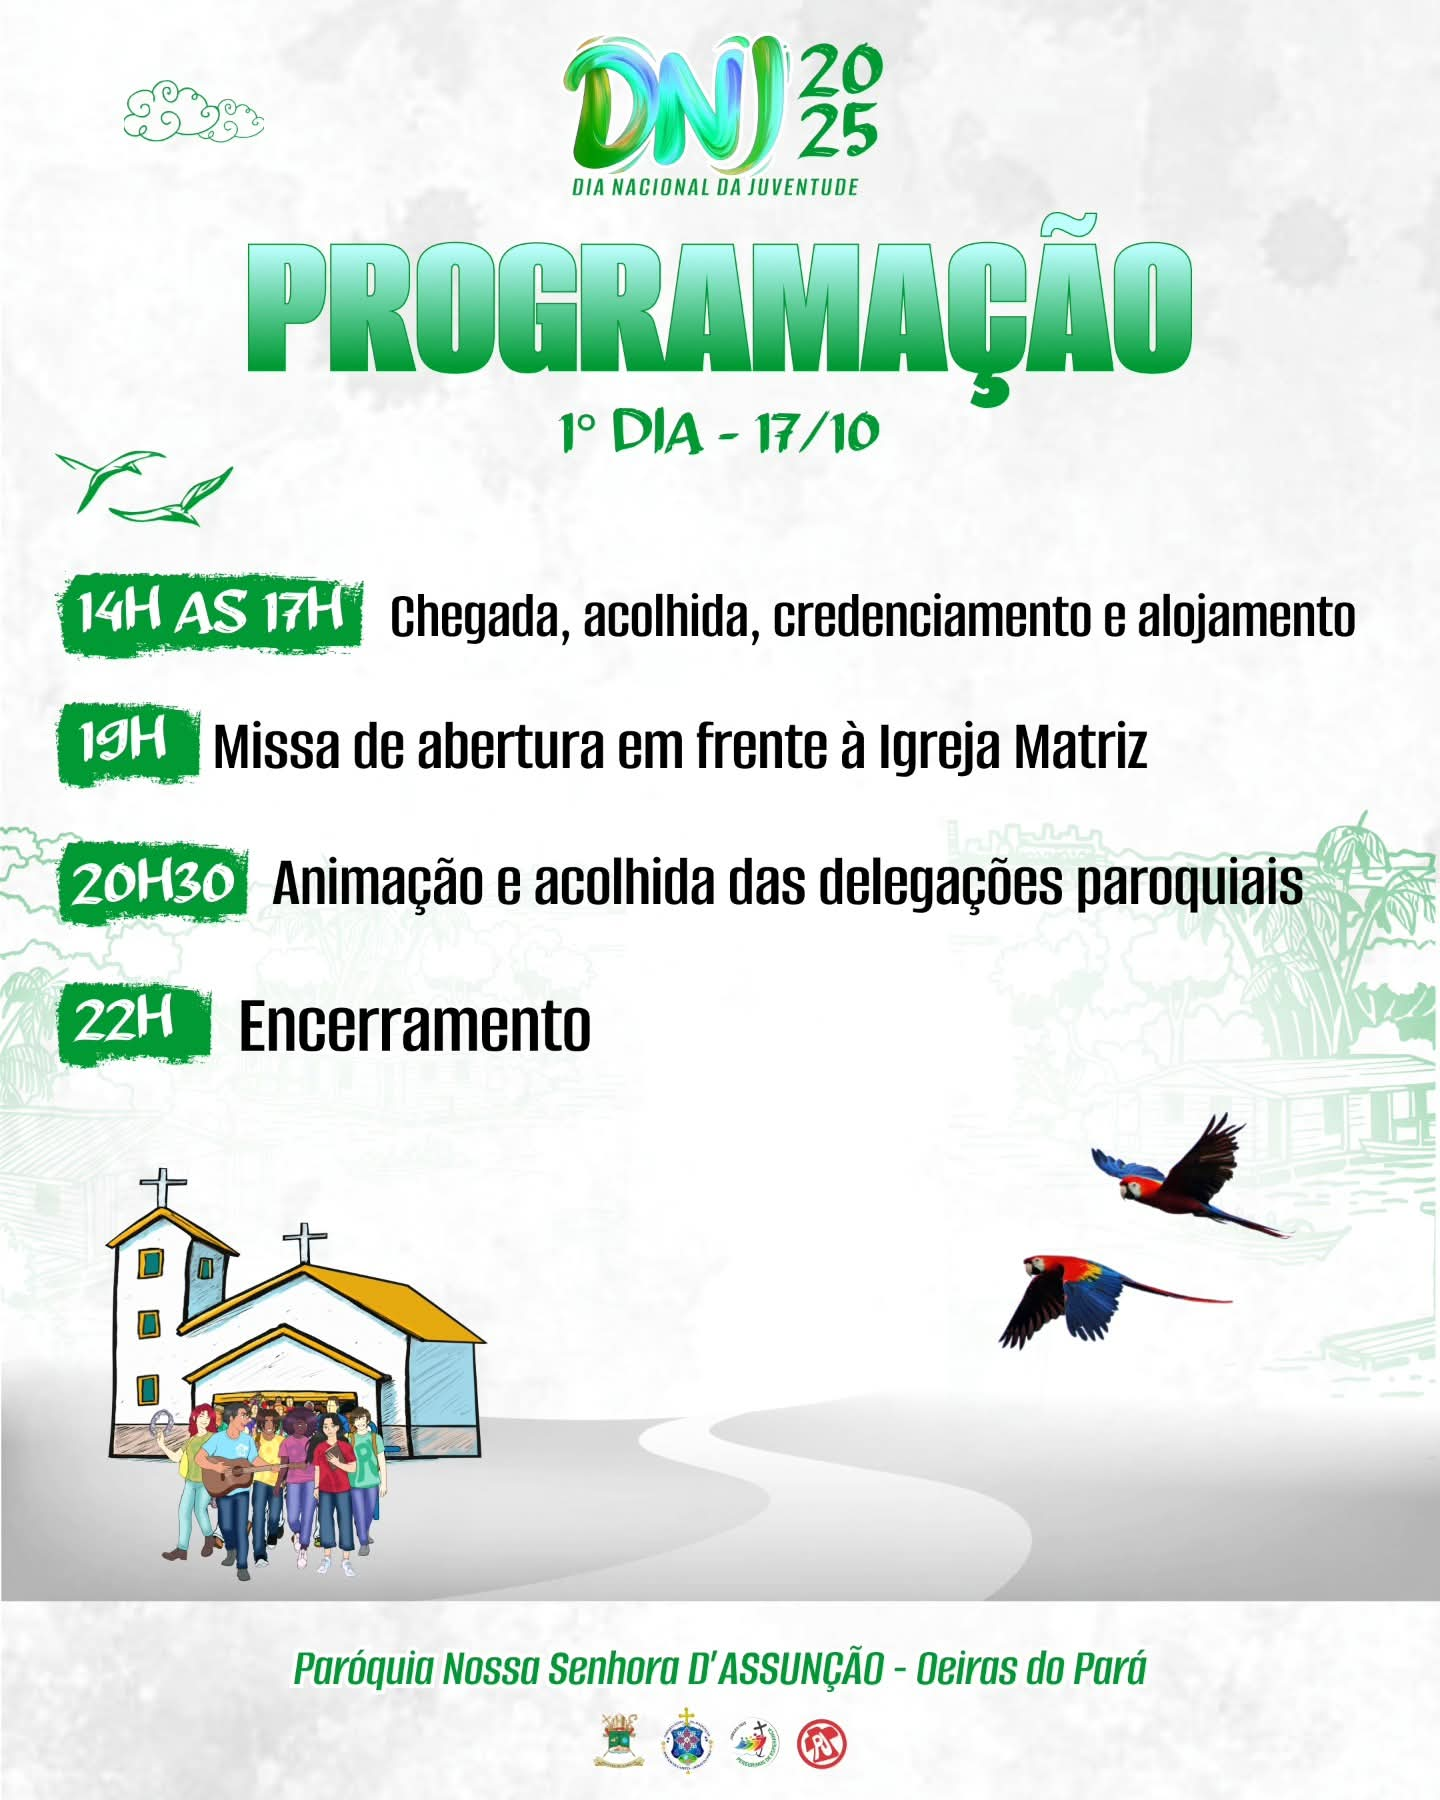 DNJ 2025
DIA NACIONAL DA JUVENTUDE
PROGRAMAÇÃO
1º DIA - 17/10
14H AS 17H Chegada, acolhida, credenciamento e alojamento
19H Missa de abertura em frente à Igreja Matriz
20H30 Animação e acolhida das delegações paroquiais
22H Encerramento
Paróquia Nossa Senhora D'ASSUNÇÃO - Oeiras do Pará